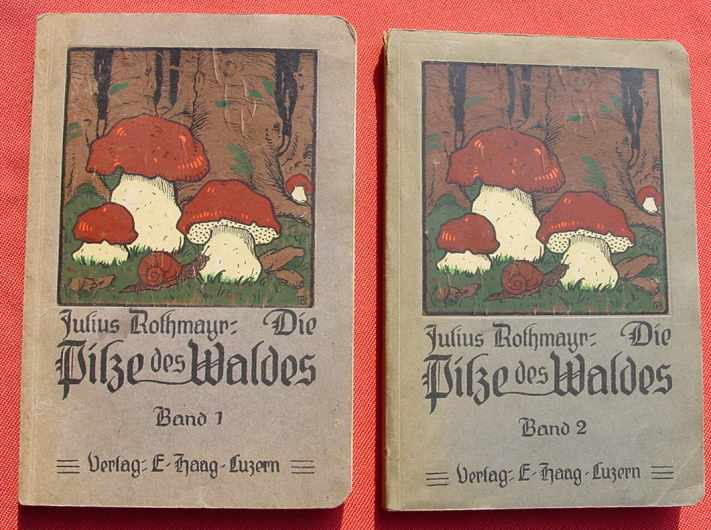 Julius Rothmayr: Die
Pilze des Waldes
Band 1
Verlag: E. Haag-Luzern
Julius Rothmayr: Die
Pilze des Waldes
Band 2
Verlag: E. Haag-Luzern